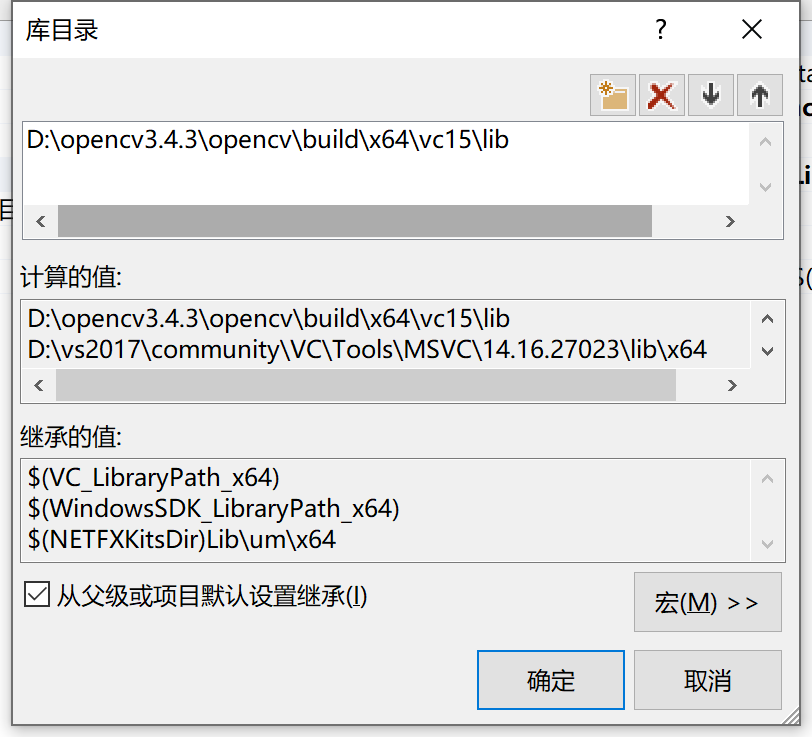 库目录
?
D:\opencv3.4.3\opencv\build\x64\vc15\lib
计算的值:
D:\opencv3.4.3\opencv\build\x64\vc15\lib
D:\vs2017\community\VC\Tools\MSVC\14.16.27023\lib\x64
继承的值:
$(VC_LibraryPath_x64)
$(WindowsSDK_LibraryPath_x64)
$(NETFXKitsDir)Lib\um\x64
从父级或项目默认设置继承(I)
宏(M) >>
确定
取消